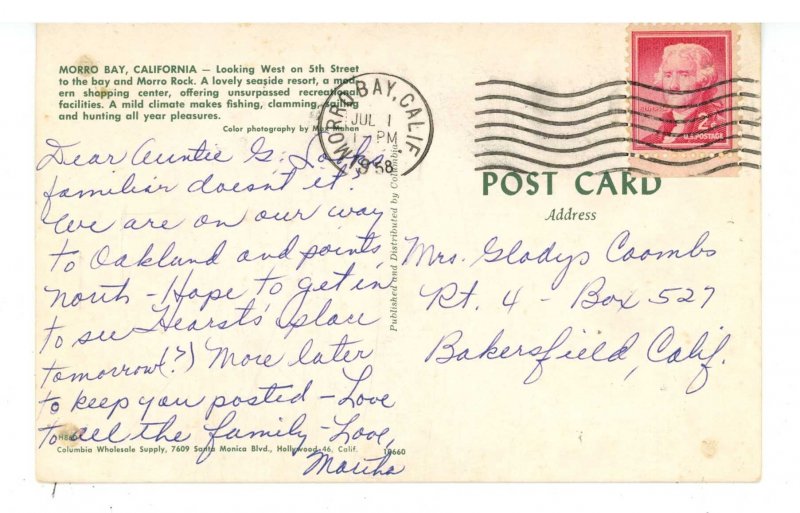 MORRO BAY, CALIFORNIA — Looking West on 5th Street
to the bay and Morro Rock. A lovely seaside resort, a mod-
ern shopping center, offering unsurpassed recreational
facilities. A mild climate makes fishing, clamming, sailing
and hunting all year pleasures.
Color photography by Max Mahan
MORRO BAY, CALIF.
JUL 1
PM
1958
2¢
U.S. POSTAGE
POST CARD
Address
Dear Auntie G. Looks
familiar doesn't it?
We are on our way
to Oakland and points
north - Hope to get in
to see Hearst's place
tomorrow(?) More later
to keep you posted - Love
to all the family - Love,
Martha
Mrs. Gladys Coombs
Rt. 4 - Box 527
Bakersfield, Calif.
Published and Distributed by Columbia
Columbia Wholesale Supply, 7609 Santa Monica Blvd., Hollywood 46, Calif.